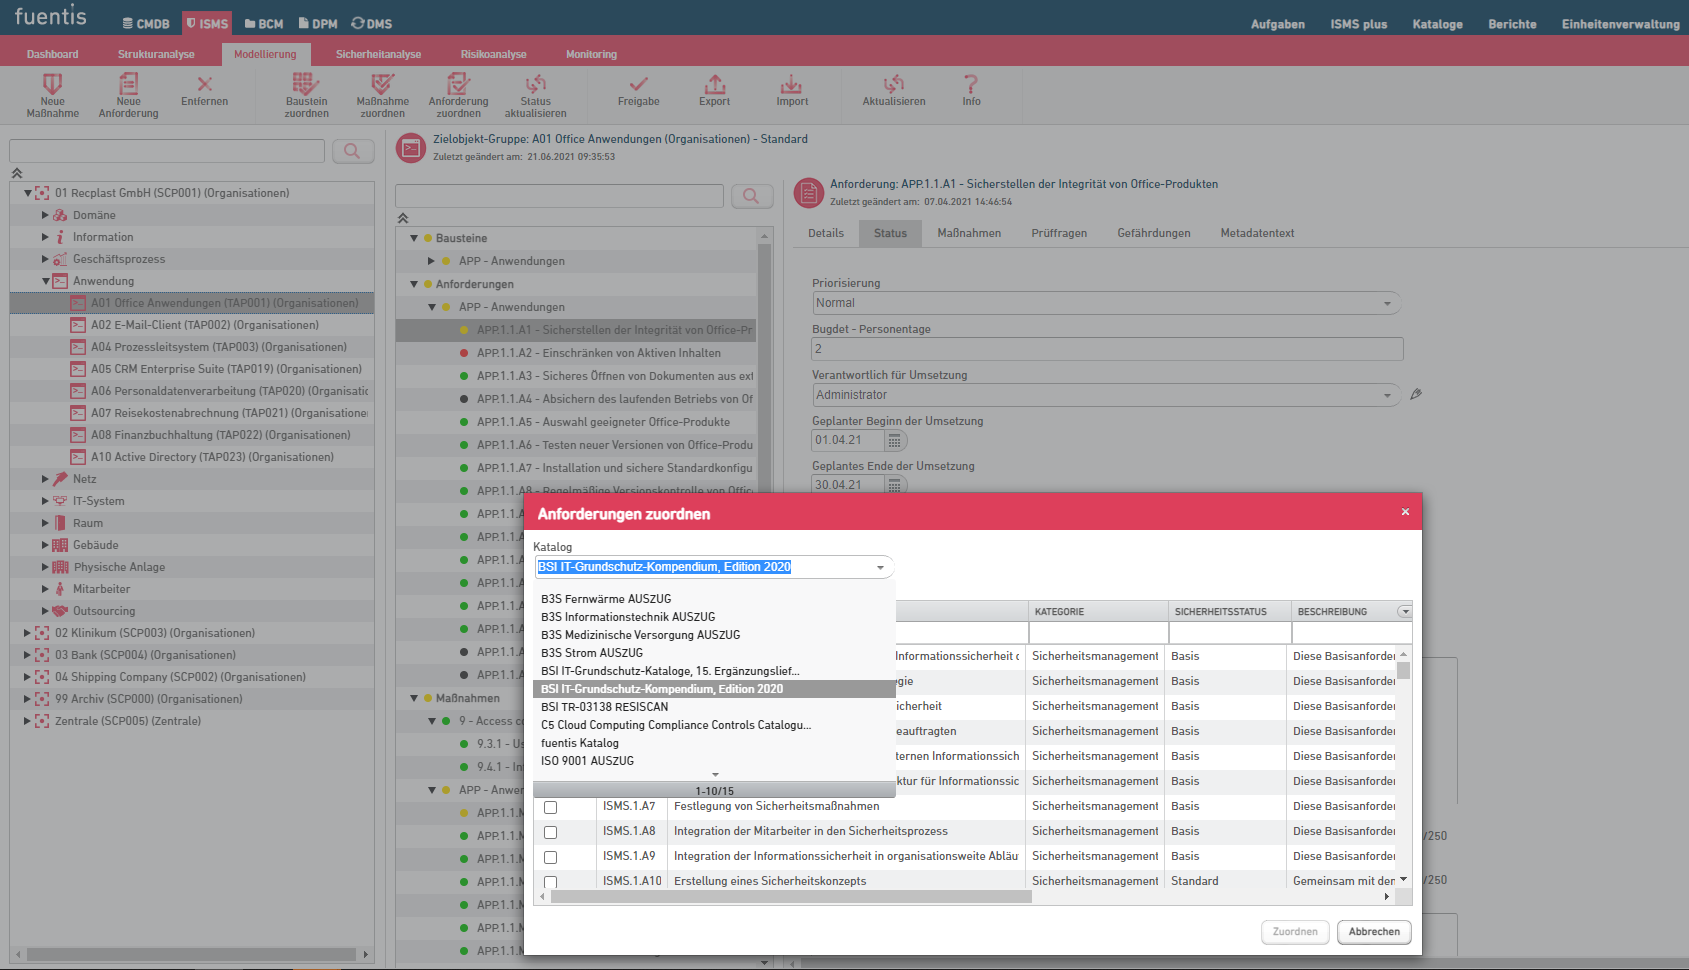 fuentis
CMDB ISMS BCM DPM DMS
Aufgaben ISMS plus Kataloge Berichte Einheitenverwaltung
Dashboard Strukturanalyse Modellierung Sicherheitanalyse Risikoanalyse Monitoring
Neue Maßnahme
Neue Anforderung
Entfernen
Baustein zuordnen
Maßnahme zuordnen
Anforderung zuordnen
Status aktualisieren
Freigabe
Export
Import
Aktualisieren
Info
01 Recplast GmbH (SCP001) (Organisationen)
Domäne
Information
Geschäftsprozess
Anwendung
A01 Office Anwendungen (TAP001) (Organisationen)
A02 E-Mail-Client (TAP002) (Organisationen)
A04 Prozessleitsystem (TAP003) (Organisationen)
A05 CRM Enterprise Suite (TAP019) (Organisationen)
A06 Personaldatenverarbeitung (TAP020) (Organisatio
A07 Reisekostenabrechnung (TAP021) (Organisatione
A08 Finanzbuchhaltung (TAP022) (Organisationen)
A10 Active Directory (TAP023) (Organisationen)
Netz
IT-System
Raum
Gebäude
Physische Anlage
Mitarbeiter
Outsourcing
02 Klinikum (SCP003) (Organisationen)
03 Bank (SCP004) (Organisationen)
04 Shipping Company (SCP002) (Organisationen)
99 Archiv (SCP000) (Organisationen)
Zentrale (SCP005) (Zentrale)
Zielobjekt-Gruppe: A01 Office Anwendungen (Organisationen) - Standard
Zuletzt geändert am: 21.06.2021 09:35:53
Bausteine
APP - Anwendungen
Anforderungen
APP - Anwendungen
APP.1.1.A1 - Sicherstellen der Integrität von Office-Pr
APP.1.1.A2 - Einschränken von Aktiven Inhalten
APP.1.1.A3 - Sicheres Öffnen von Dokumenten aus ext
APP.1.1.A4 - Absichern des laufenden Betriebs von Of
APP.1.1.A5 - Auswahl geeigneter Office-Produkte
APP.1.1.A6 - Testen neuer Versionen von Office-Produ
APP.1.1.A7 - Installation und sichere Standardkonfigu
APP.1.1.A8 - Regelmäßige Versionskontrolle von Offic
APP.1.1.A
APP.1.1.A
APP.1.1.A
APP.1.1.A
APP.1.1.A
APP.1.1.A
APP.1.1.A
APP.1.1.A
Maßnahmen
9 - Access co
9.3.1 - Us
9.4.1 - In
APP - Anwen
APP.1.1.M
APP.1.1.M
APP.1.1.M
APP.1.1.M
APP.1.1.M
APP.1.1.M
APP.1.1.M
Anforderung: APP.1.1.A1 - Sicherstellen der Integrität von Office-Produkten
Zuletzt geändert am: 07.04.2021 14:46:54
Details Status Maßnahmen Prüffragen Gefährdungen Metadatentext
Priorisierung
Normal
Bugdet - Personentage
2
Verantwortlich für Umsetzung
Administrator
Geplanter Beginn der Umsetzung
01.04.21
Geplantes Ende der Umsetzung
30.04.21
/250
/250
Anforderungen zuordnen
×
Katalog
BSI IT-Grundschutz-Kompendium, Edition 2020
B3S Fernwärme AUSZUG
B3S Informationstechnik AUSZUG
B3S Medizinische Versorgung AUSZUG
B3S Strom AUSZUG
BSI IT-Grundschutz-Kataloge, 15. Ergänzungslief...
BSI IT-Grundschutz-Kompendium, Edition 2020
BSI TR-03138 RESISCAN
C5 Cloud Computing Compliance Controls Catalogu...
fuentis Katalog
ISO 9001 AUSZUG
1-10/15
KATEGORIE SICHERHEITSSTATUS BESCHREIBUNG
Informationssicherheit d Sicherheitsmanagement Basis Diese Basisanforder
gie Sicherheitsmanagement Basis Diese Basisanforder
icherheit Sicherheitsmanagement Basis Diese Basisanforder
eauftragten Sicherheitsmanagement Basis Diese Basisanforder
ternen Informationssich Sicherheitsmanagement Basis Diese Basisanforder
ktur für Informationssic Sicherheitsmanagement Basis Diese Basisanforder
ISMS.1.A7 Festlegung von Sicherheitsmaßnahmen Sicherheitsmanagement Basis Diese Basisanforder
ISMS.1.A8 Integration der Mitarbeiter in den Sicherheitsprozess Sicherheitsmanagement Basis Diese Basisanforder
ISMS.1.A9 Integration der Informationssicherheit in organisationsweite Abläu Sicherheitsmanagement Basis Diese Basisanforder
ISMS.1.A10 Erstellung eines Sicherheitskonzepts Sicherheitsmanagement Standard Gemeinsam mit den
Zuordnen Abbrechen